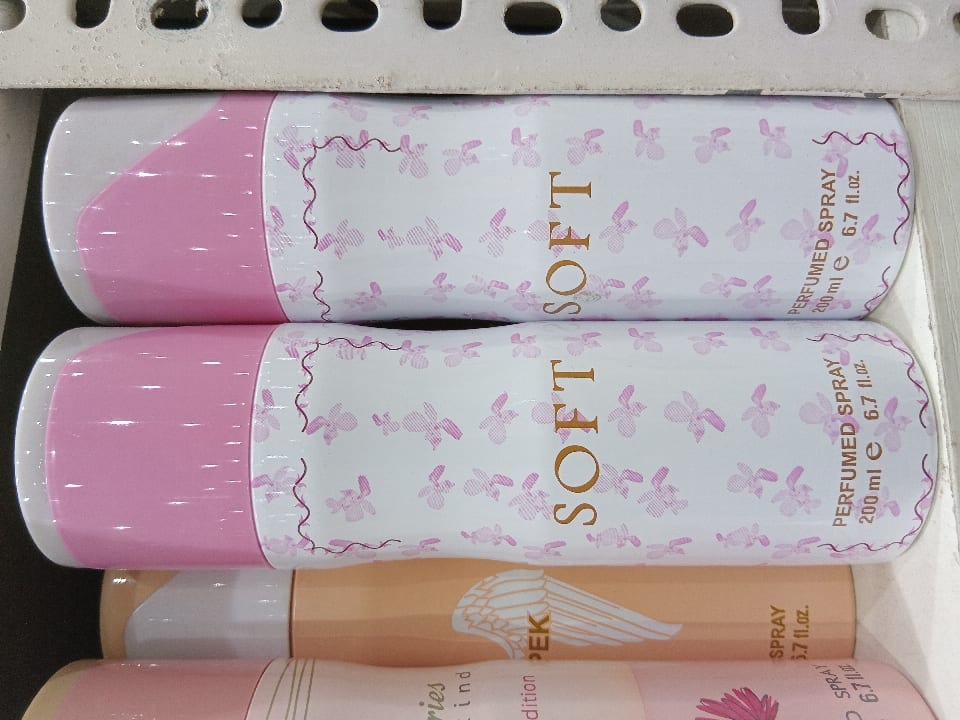 SOFT
PERFUMED SPRAY
200 ml e 6.7 fl.oz.
SOFT
PERFUMED SPRAY
200 ml e 6.7 fl.oz.
PEK
SPRAY
6.7 fl.oz.
ries
ind
dition
SPRAY
6.7 fl.oz.